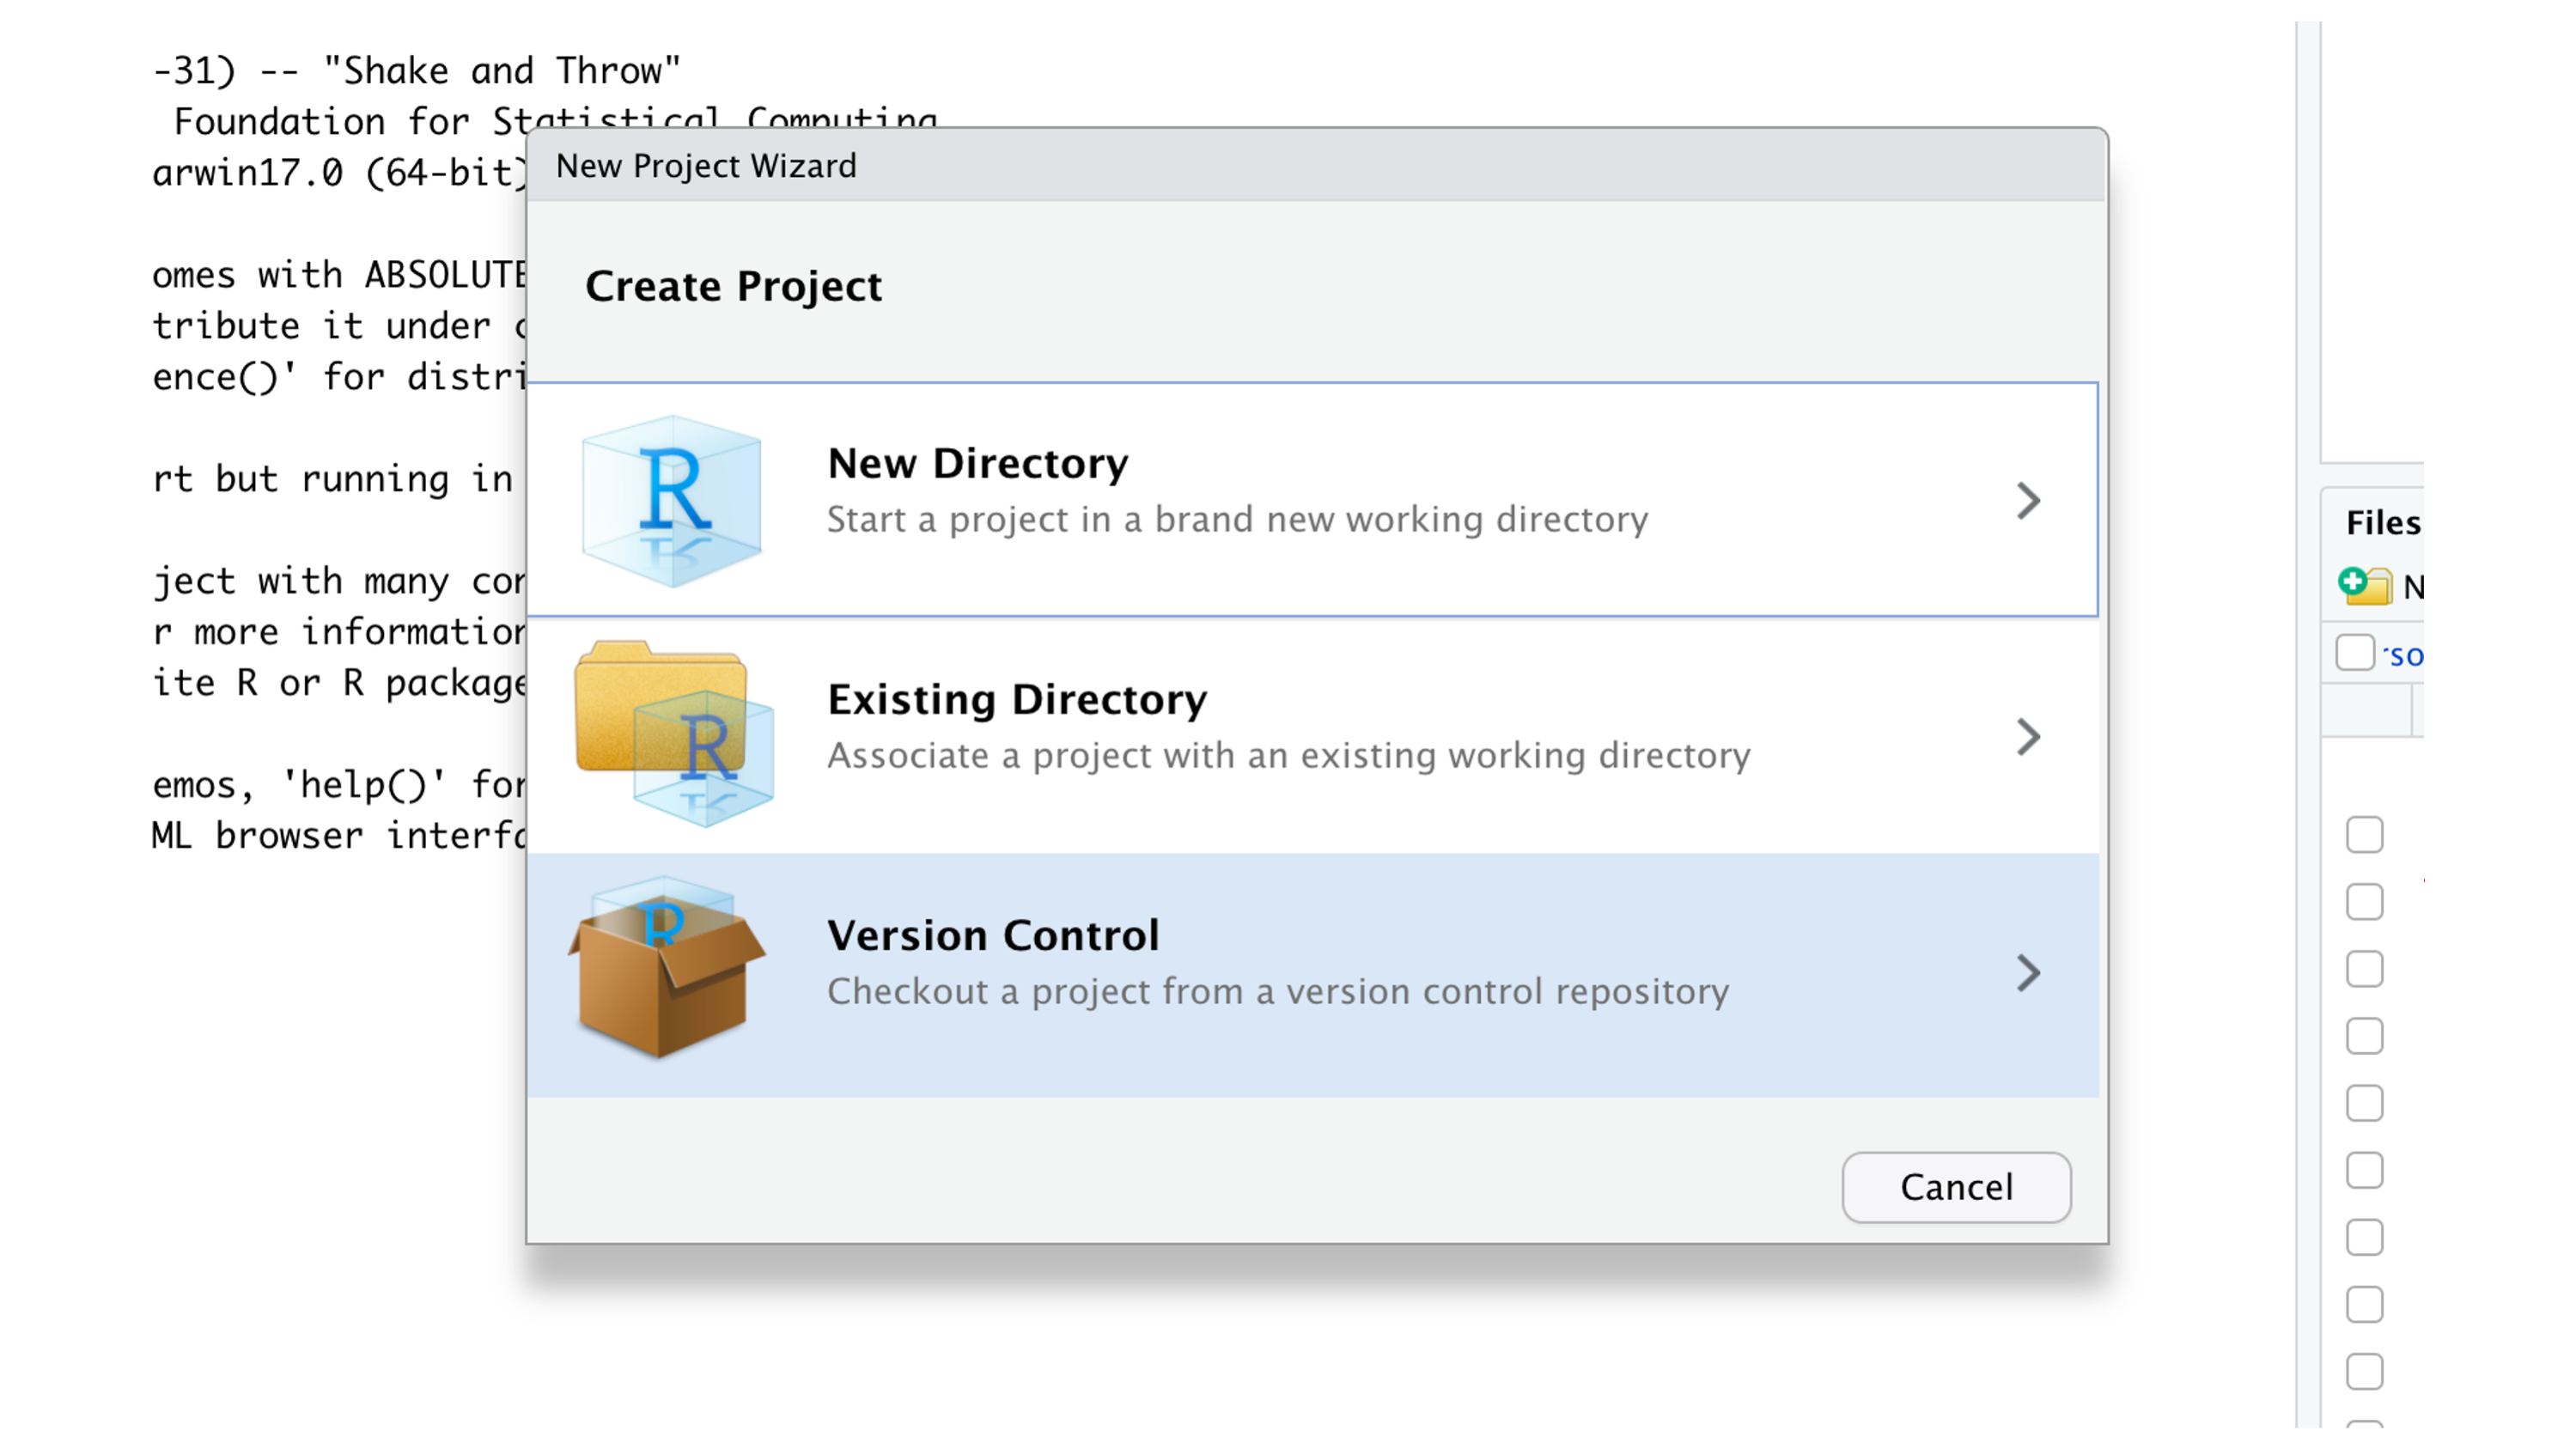 -31) -- "Shake and Throw"
Foundation for Statistical Computing
arwin17.0 (64-bit)
omes with ABSOLUTE
tribute it under
ence()' for distri
rt but running in
ject with many con
r more information
ite R or R package
emos, 'help()' for
ML browser interfa
New Project Wizard
Create Project
R
New Directory
Start a project in a brand new working directory
R
Existing Directory
Associate a project with an existing working directory
R
Version Control
Checkout a project from a version control repository
Cancel
Files
N
so